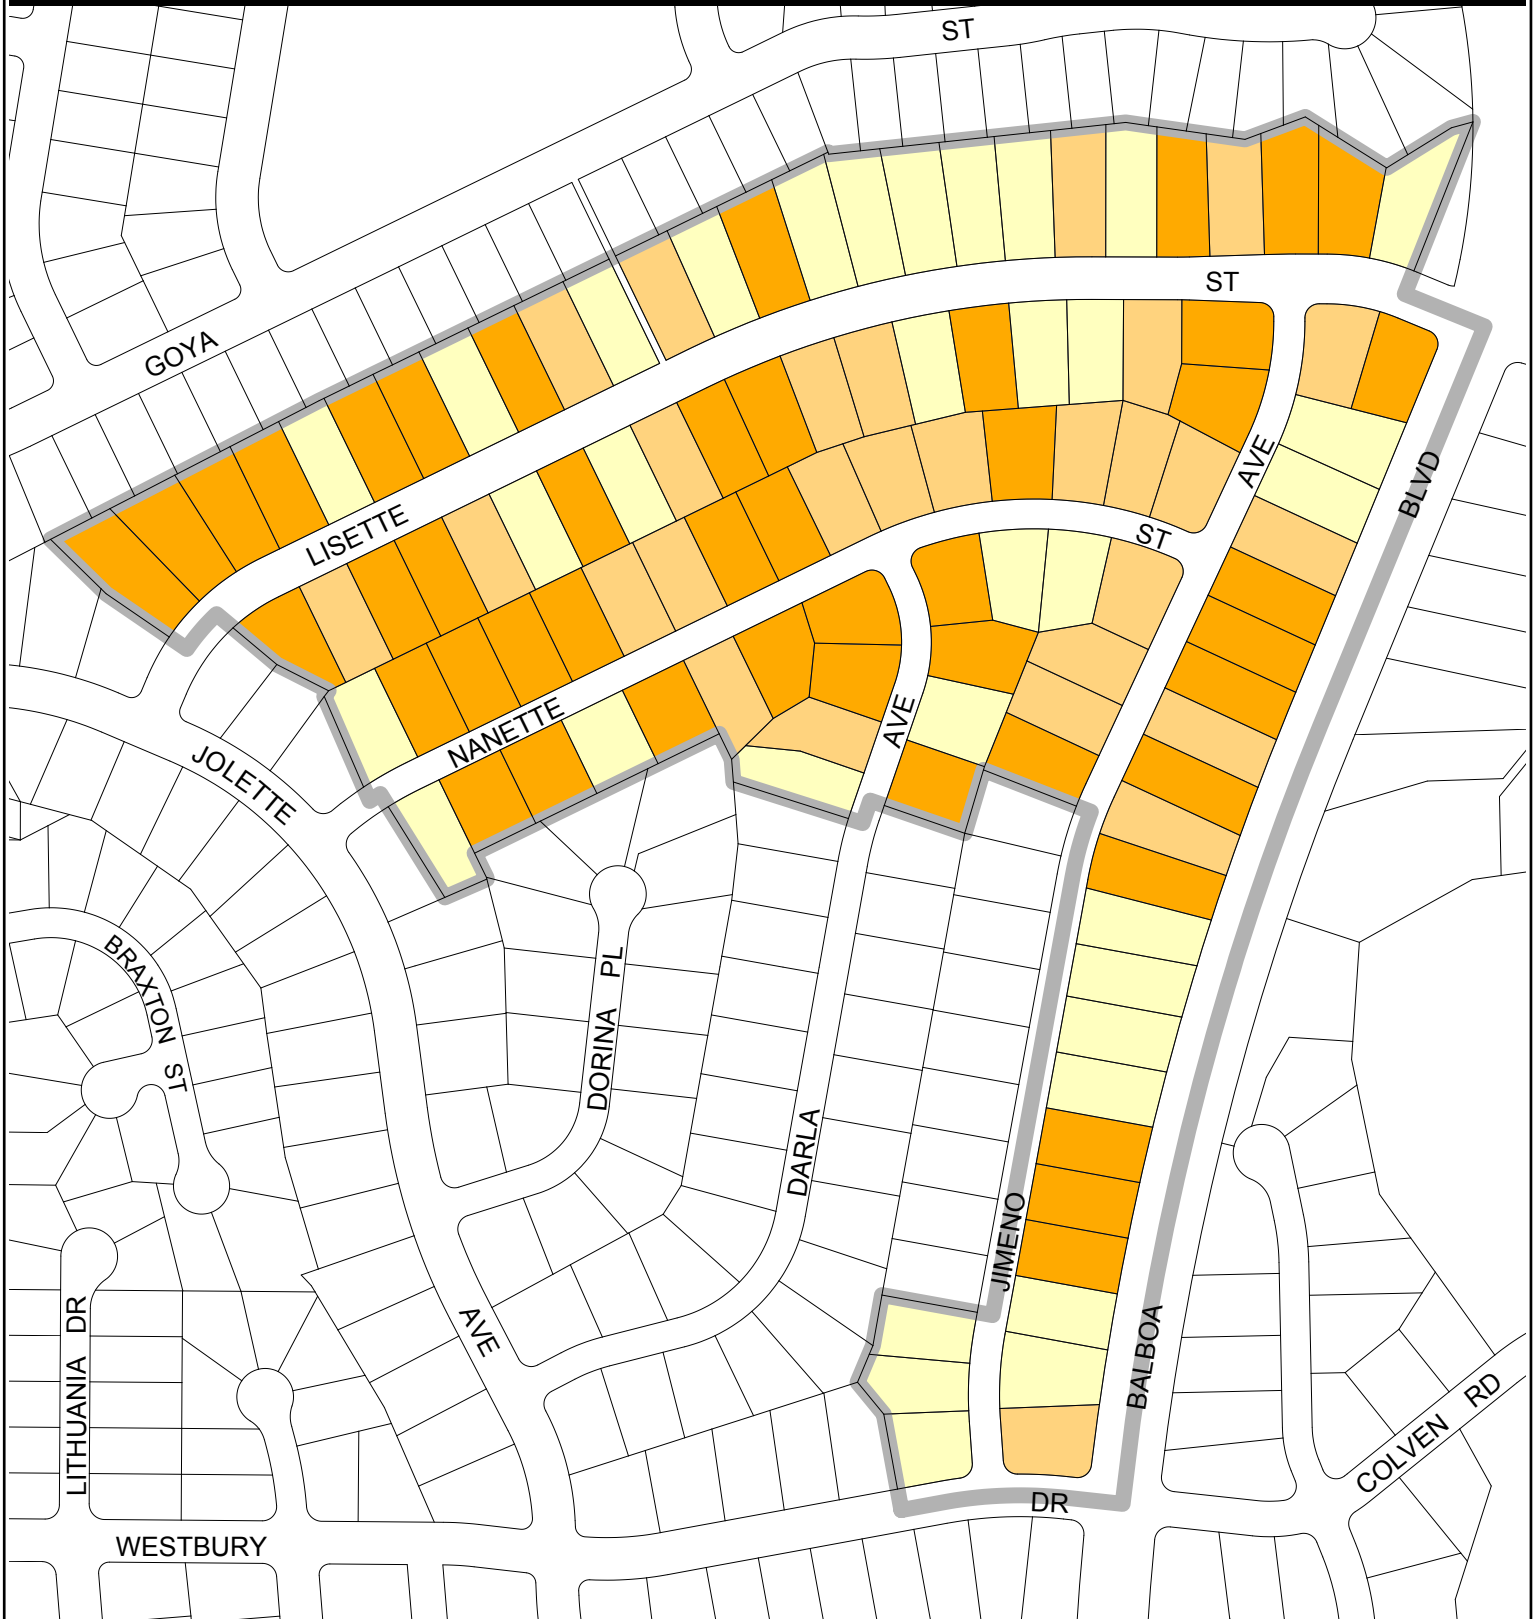 ST
ST
GOYA
LISETTE
AVE
BLVD
ST
NANETTE
AVE
JOLETTE
BRAXTON ST
DORINA PL
DARLA
JIMENO
AVE
LITHUANIA DR
BALBOA
COLVEN RD
DR
WESTBURY